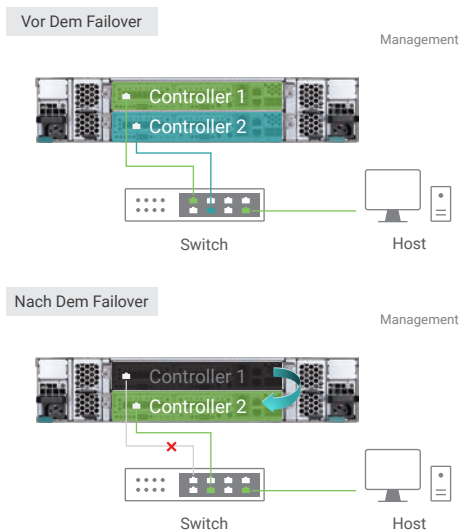 Vor Dem Failover
Management
Controller 1
Controller 2
Switch
Host
Nach Dem Failover
Management
Controller 1
Controller 2
Switch
Host